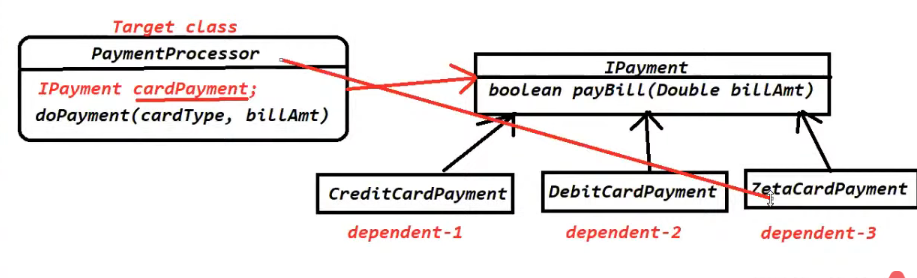 Target class
PaymentProcessor
IPayment cardPayment;
doPayment(cardType, billAmt)
IPayment
boolean payBill(Double billAmt)
CreditCardPayment
DebitCardPayment
ZetaCardPayment
dependent-1
dependent-2
dependent-3